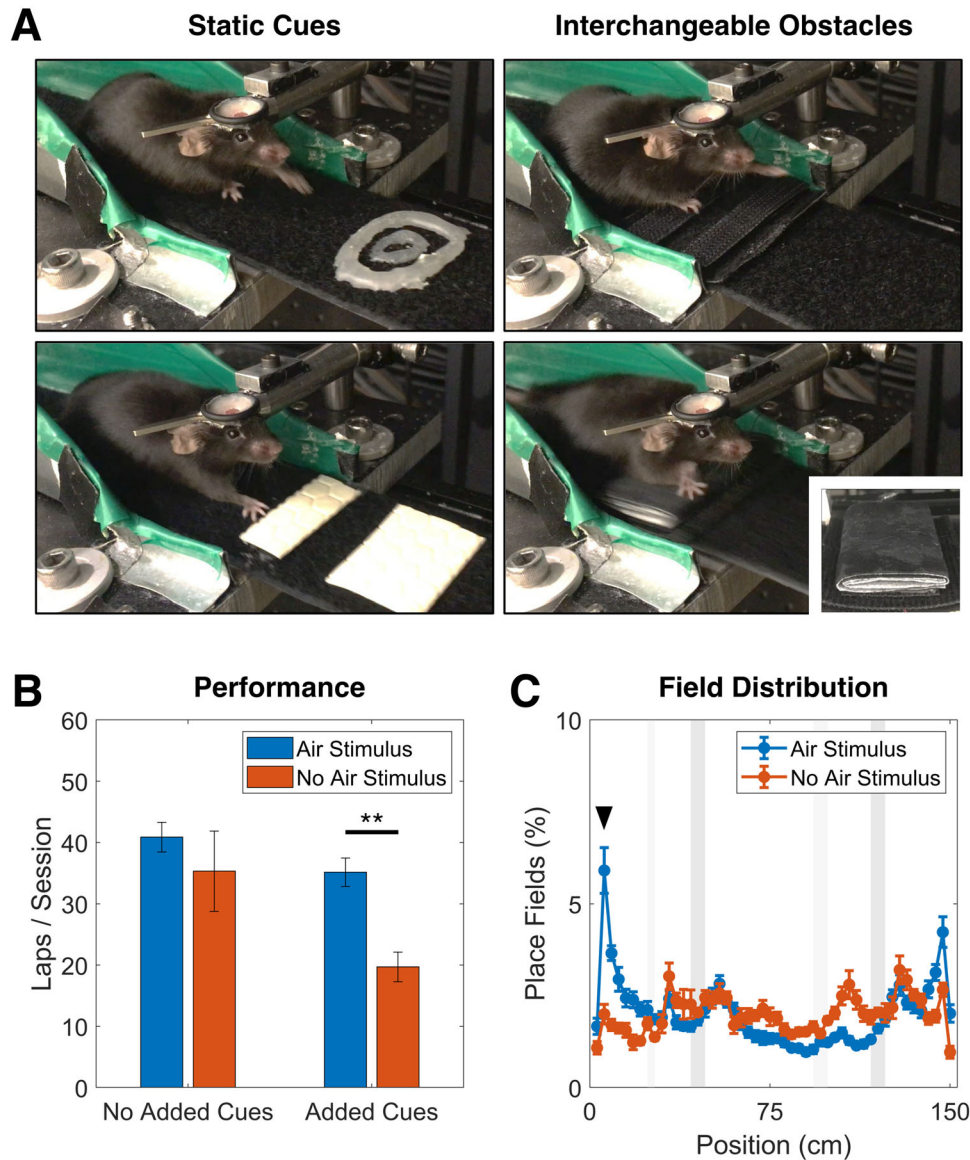 A
Static Cues
Interchangeable Obstacles
B
Performance
60
50
40
30
20
10
0
Laps / Session
Air Stimulus
No Air Stimulus
**
No Added Cues
Added Cues
C
Field Distribution
10
5
0
Place Fields (%)
Air Stimulus
No Air Stimulus
0
75
150
Position (cm)